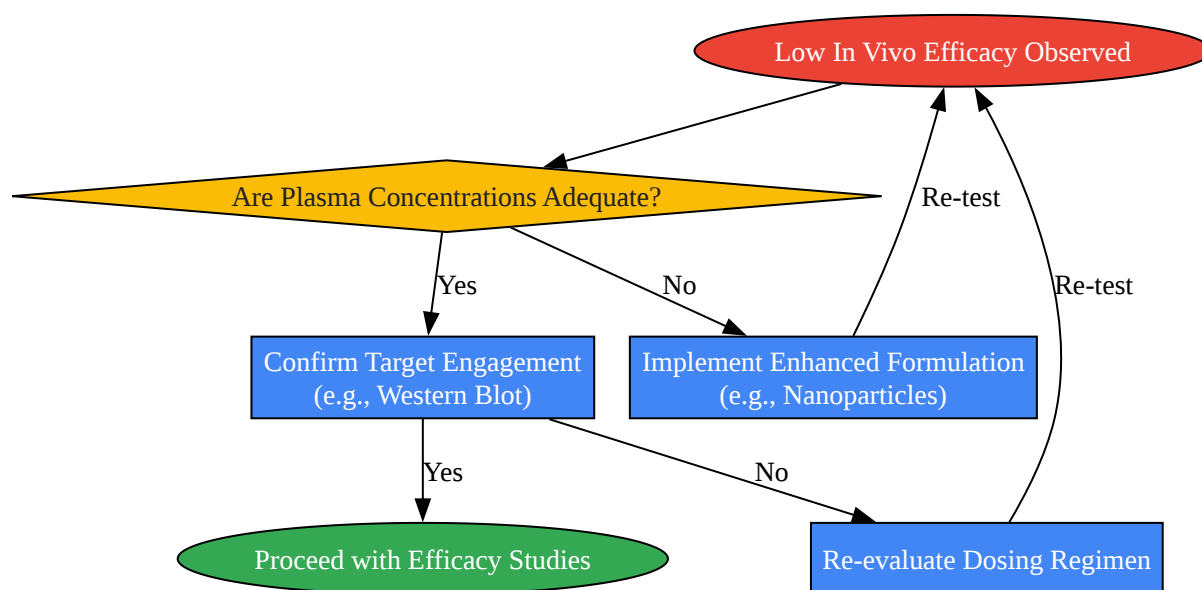 Low In Vivo Efficacy Observed
Are Plasma Concentrations Adequate?
Re-test
Yes
No
Re-test
Confirm Target Engagement
(e.g., Western Blot)
Implement Enhanced Formulation
(e.g., Nanoparticles)
Yes
No
Proceed with Efficacy Studies
Re-evaluate Dosing Regimen